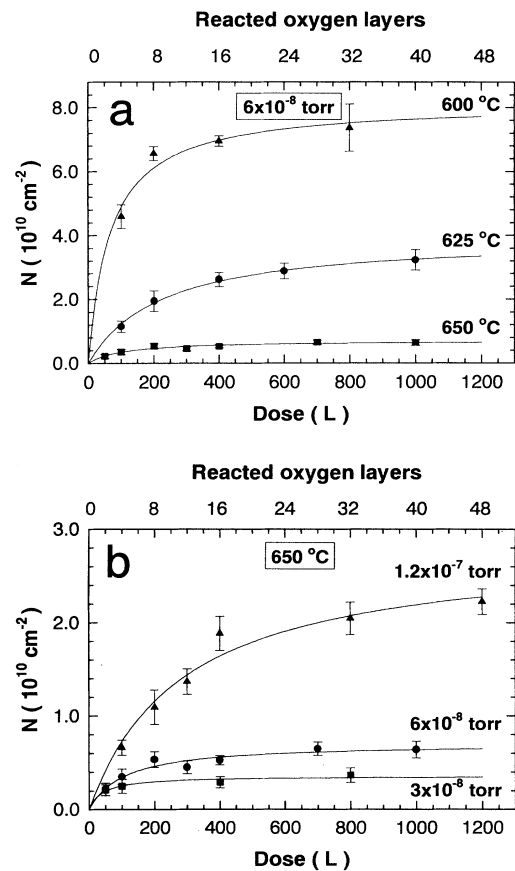 Reacted oxygen layers
0 8 16 24 32 40 48
a
6x10⁻⁸ torr
600 °C
625 °C
650 °C
8.0
6.0
4.0
2.0
0.0
N ( 10¹⁰ cm⁻²)
0 200 400 600 800 1000 1200
Dose ( L )
Reacted oxygen layers
0 8 16 24 32 40 48
b
650 °C
1.2x10⁻⁷ torr
6x10⁻⁸ torr
3x10⁻⁸ torr
3.0
2.0
1.0
0.0
N ( 10¹⁰ cm⁻²)
0 200 400 600 800 1000 1200
Dose ( L )